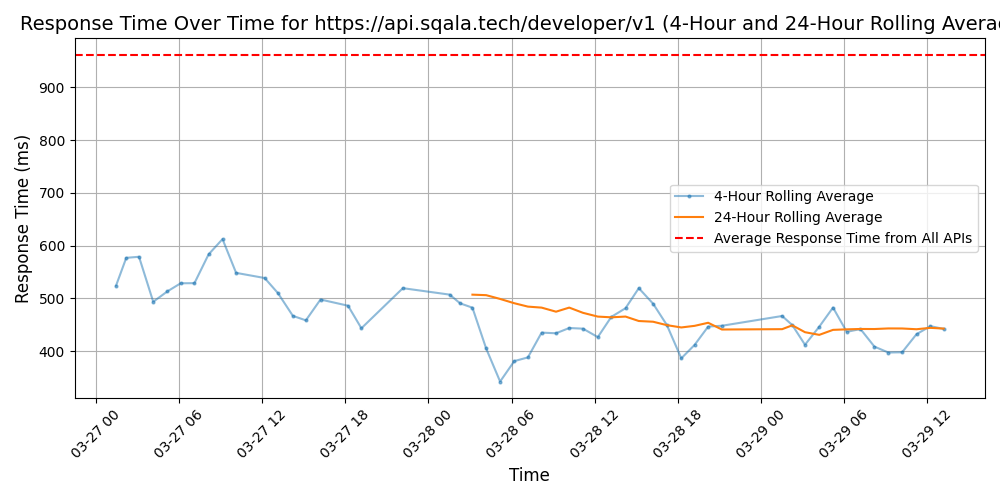 Response Time Over Time for https://api.sqala.tech/developer/v1 (4-Hour and 24-Hour Rolling Avera
Response Time (ms)
900
800
700
600
500
400
4-Hour Rolling Average
24-Hour Rolling Average
Average Response Time from All APIs
03-27 00
03-27 06
03-27 12
03-27 18
03-28 00
03-28 06
03-28 12
03-28 18
03-29 00
03-29 06
03-29 12
Time